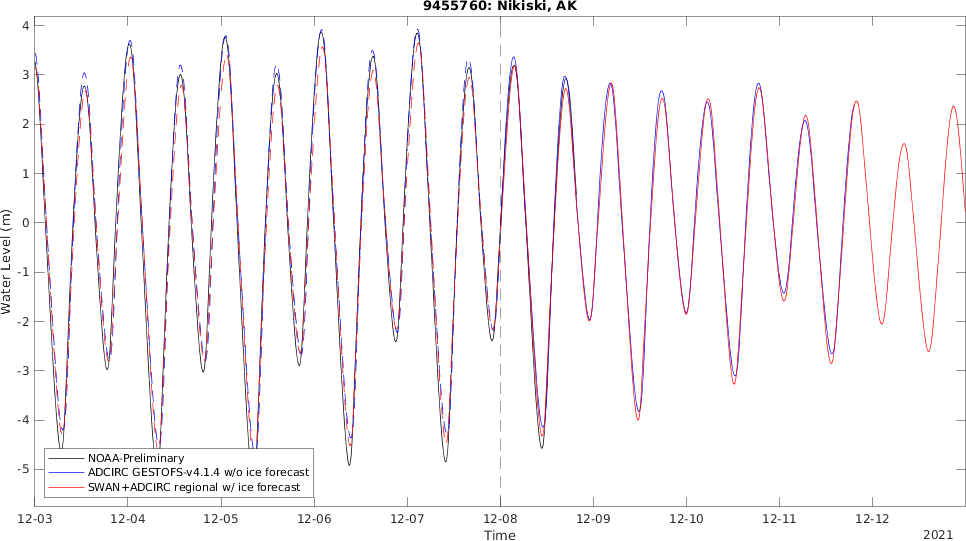 9455760: Nikiski, AK
4
3
2
1
0
-1
-2
-3
-4
-5
Water Level (m)
NOAA-Preliminary
ADCIRC GESTOFS-v4.1.4 w/o ice forecast
SWAN+ADCIRC regional w/ ice forecast
12-03 12-04 12-05 12-06 12-07 12-08 12-09 12-10 12-11 12-12
Time
2021